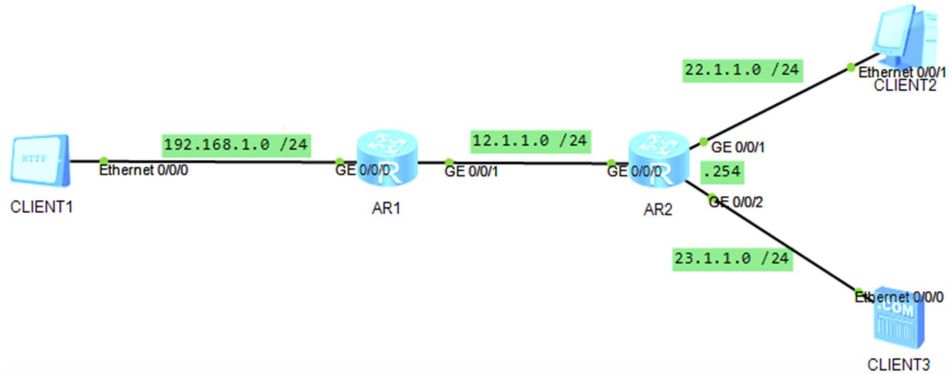 22.1.1.0 /24
Ethernet 0/0/1
CLIENT2
192.168.1.0 /24
12.1.1.0 /24
GE 0/0/1
HTTP
Ethernet 0/0/0
GE 0/0/0
R
GE 0/0/1
GE 0/0/0
R
.254
CLIENT1
AR1
AR2
GE 0/0/2
23.1.1.0 /24
Ethernet 0/0/0
.COM
CLIENT3